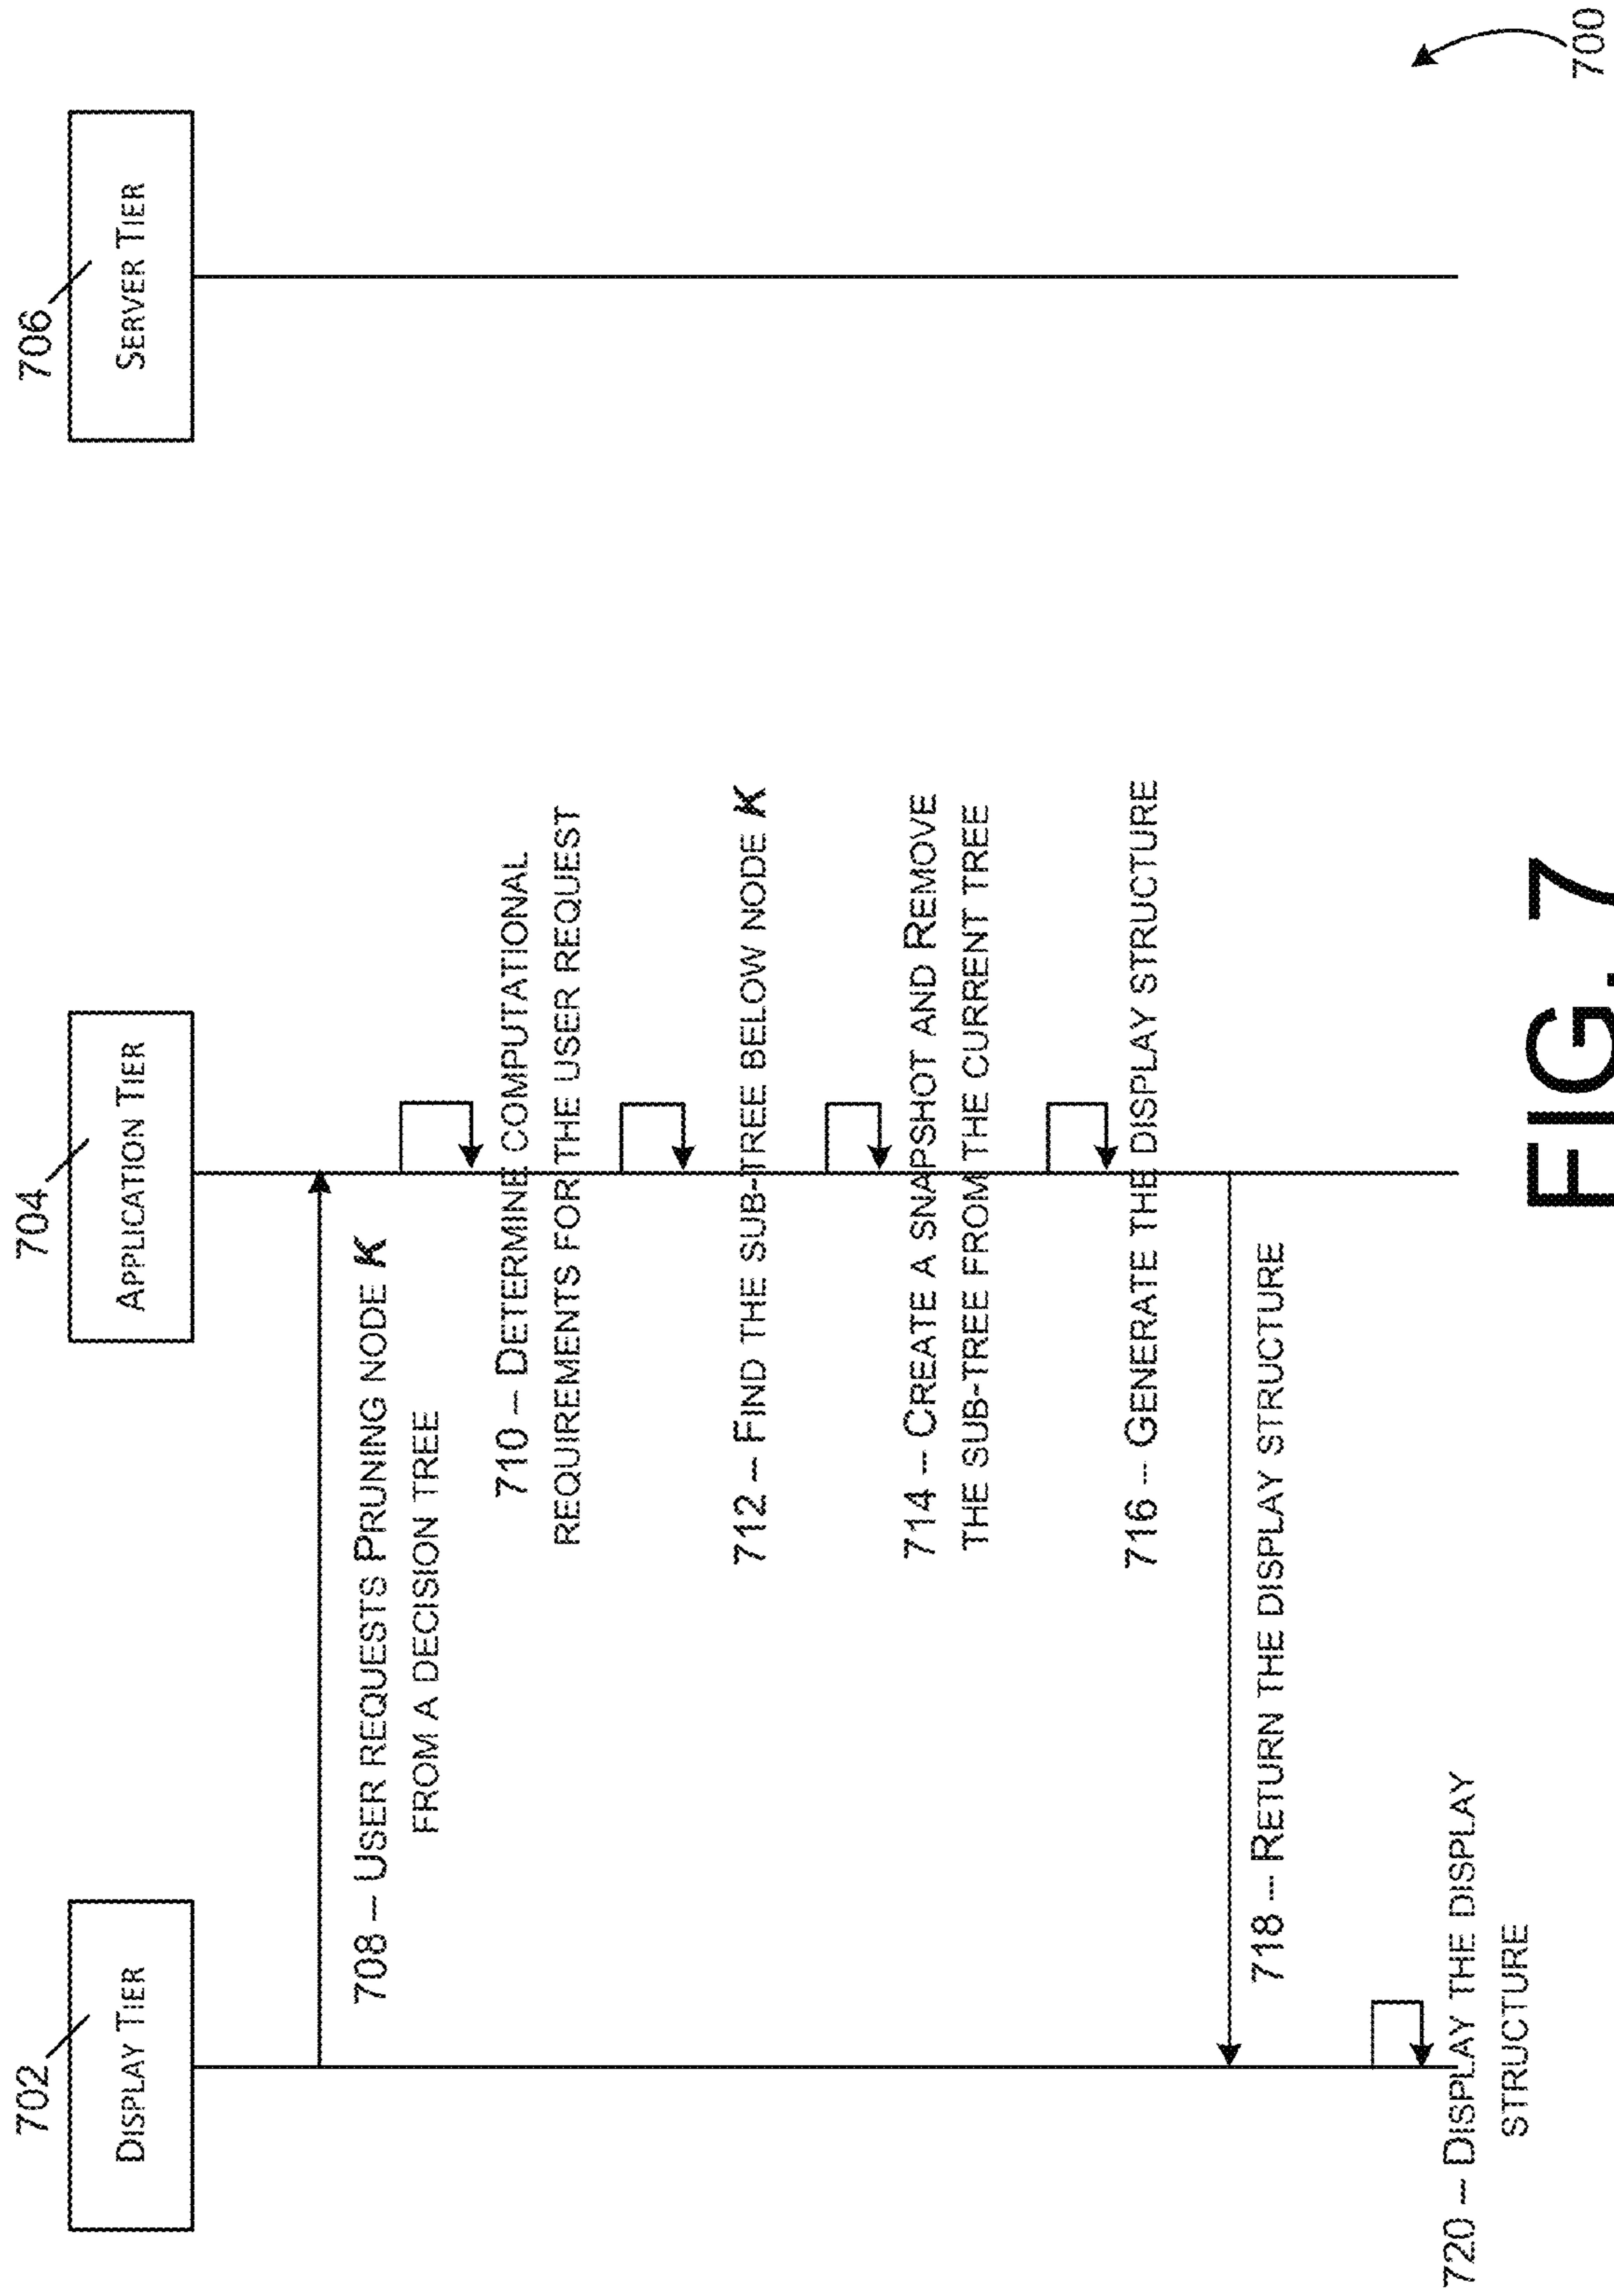 702
704
706
DISPLAY TIER
APPLICATION TIER
SERVER TIER
708 -- USER REQUESTS PRUNING NODE K
FROM A DECISION TREE
710 -- DETERMINE COMPUTATIONAL
REQUIREMENTS FOR THE USER REQUEST
712 -- FIND THE SUB-TREE BELOW NODE K
714 -- CREATE A SNAPSHOT AND REMOVE
THE SUB-TREE FROM THE CURRENT TREE
716 -- GENERATE THE DISPLAY STRUCTURE
718 -- RETURN THE DISPLAY STRUCTURE
720 -- DISPLAY THE DISPLAY
STRUCTURE
700
FIG. 7